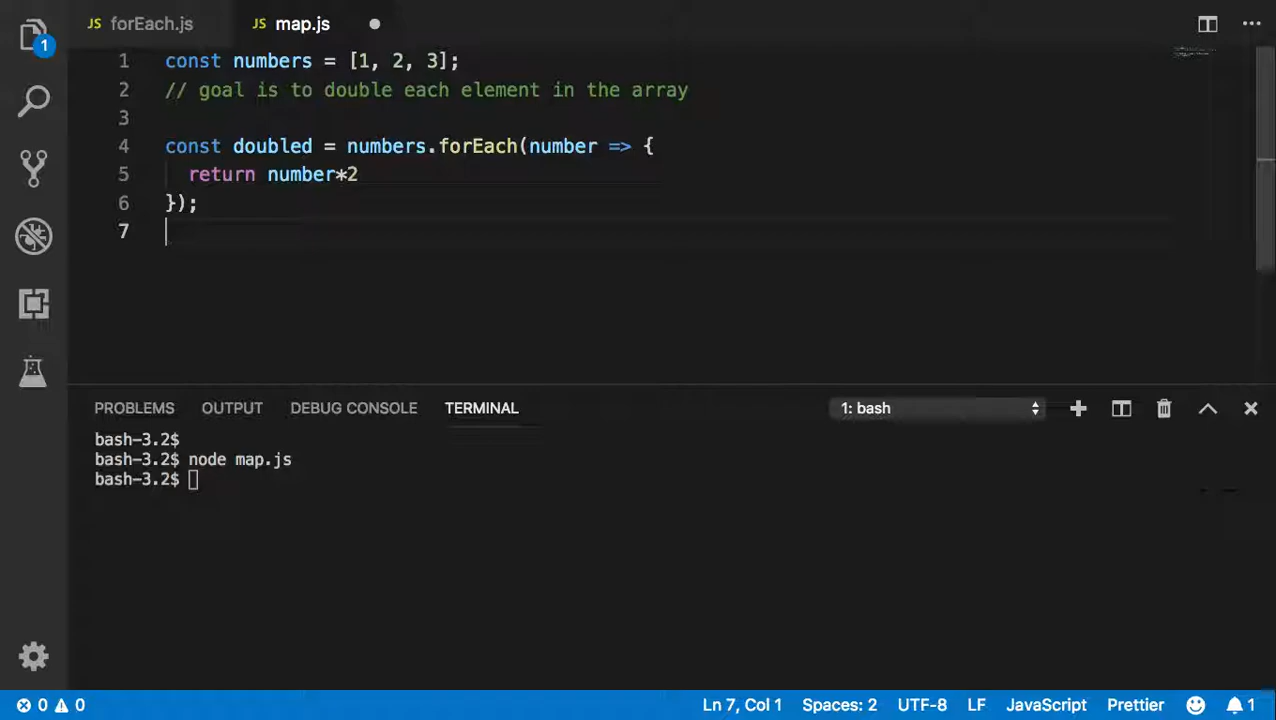 JS forEach.js JS map.js
1
1 const numbers = [1, 2, 3];
2 // goal is to double each element in the array
3
4 const doubled = numbers.forEach(number => {
5 return number*2
6 });
7
PROBLEMS OUTPUT DEBUG CONSOLE TERMINAL 1: bash
bash-3.2$
bash-3.2$ node map.js
bash-3.2$
0 0 Ln 7, Col 1 Spaces: 2 UTF-8 LF JavaScript Prettier 1